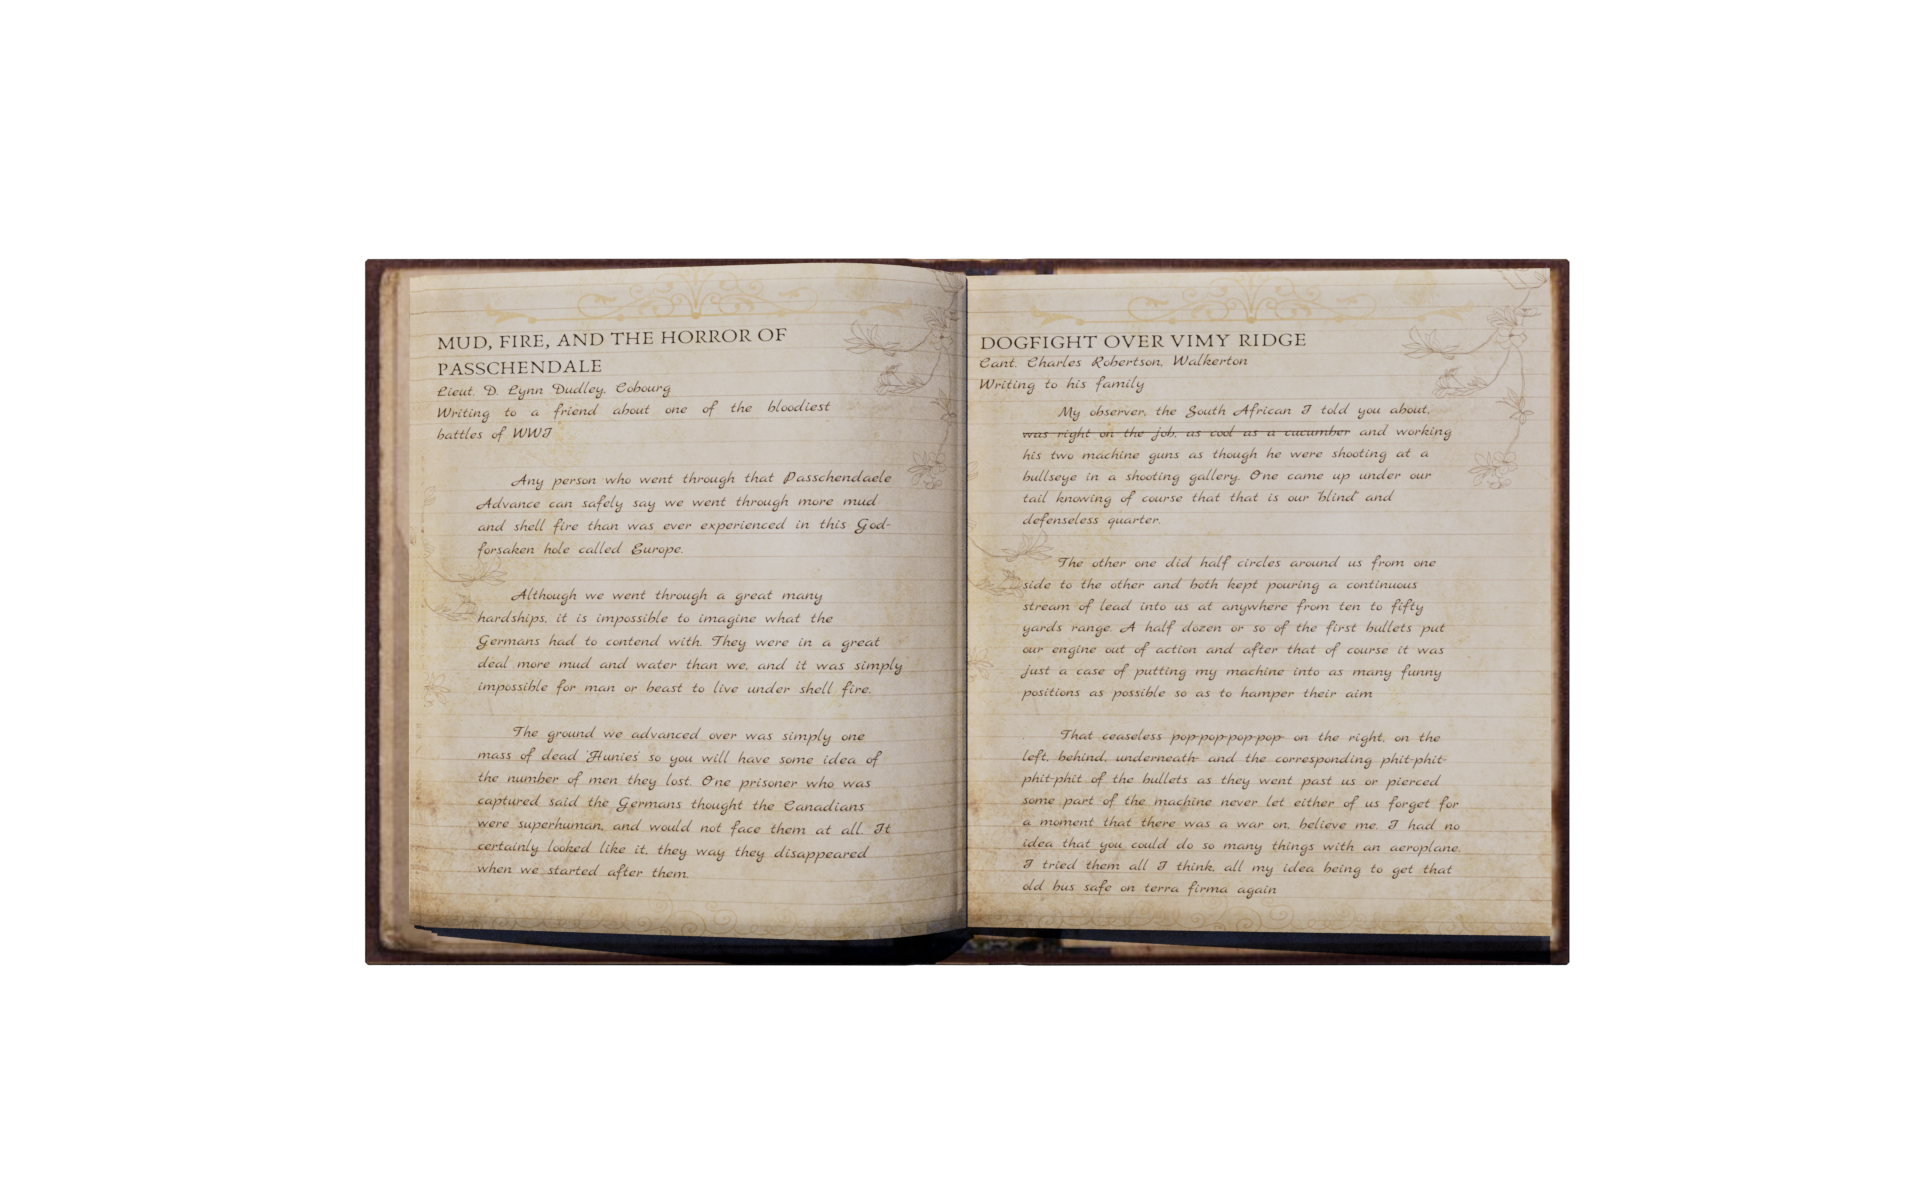 MUD, FIRE, AND THE HORROR OF
PASSCHENDALE
Lieut. D. Lynn Dudley, Cobourg
Writing to a friend about one of the bloodiest
battles of WWI
Any person who went through that Passchendaele
Advance can safely say we went through more mud
and shell fire than was ever experienced in this God-
forsaken hole called Europe.
Although we went through a great many
hardships, it is impossible to imagine what the
Germans had to contend with. They were in a great
deal more mud and water than we, and it was simply
impossible for man or beast to live under shell fire.
The ground we advanced over was simply one
mass of dead 'Hunies' so you will have some idea of
the number of men they lost. One prisoner who was
captured said the Germans thought the Canadians
were superhuman, and would not face them at all. It
certainly looked like it, they way they disappeared
when we started after them.
DOGFIGHT OVER VIMY RIDGE
Cant. Charles Robertson, Walkerton
Writing to his family
My observer, the South African I told you about,
was right on the job, as cool as a cucumber and working
his two machine guns as though he were shooting at a
bullseye in a shooting gallery. One came up under our
tail knowing of course that that is our 'blind' and
defenseless quarter.
The other one did half circles around us from one
side to the other and both kept pouring a continuous
stream of lead into us at anywhere from ten to fifty
yards range. A half dozen or so of the first bullets put
our engine out of action and after that of course it was
just a case of putting my machine into as many funny
positions as possible so as to hamper their aim
That ceaseless pop-pop-pop-pop on the right, on the
left, behind, underneath and the corresponding phit-phit-
phit-phit of the bullets as they went past us or pierced
some part of the machine never let either of us forget for
a moment that there was a war on, believe me. I had no
idea that you could do so many things with an aeroplane.
I tried them all I think, all my idea being to get that
old bus safe on terra firma again